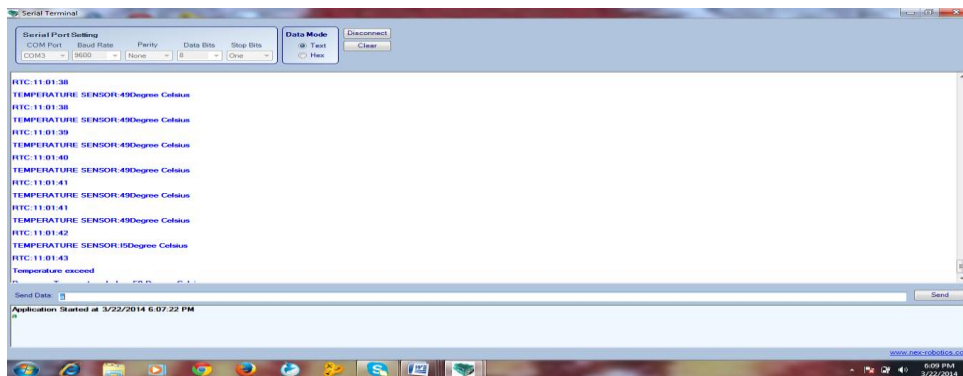 Serial Terminal
Serial Port Setting
COM Port Baud Rate Parity Data Bits Stop Bits
COM3 9600 None 8 One
Data Mode
Text
Hex
Disconnect
Clear
RTC:11:01:38
TEMPERATURE SENSOR:49Degree Celsius
RTC:11:01:38
TEMPERATURE SENSOR:49Degree Celsius
RTC:11:01:39
TEMPERATURE SENSOR:49Degree Celsius
RTC:11:01:40
TEMPERATURE SENSOR:49Degree Celsius
RTC:11:01:41
TEMPERATURE SENSOR:49Degree Celsius
RTC:11:01:41
TEMPERATURE SENSOR:49Degree Celsius
RTC:11:01:42
TEMPERATURE SENSOR:I5Degree Celsius
RTC:11:01:43
Temperature exceed
Send Data: a
Send
Application Started at 3/22/2014 6:07:22 PM
a
www.nex-robotics.co
6:09 PM
3/22/2014